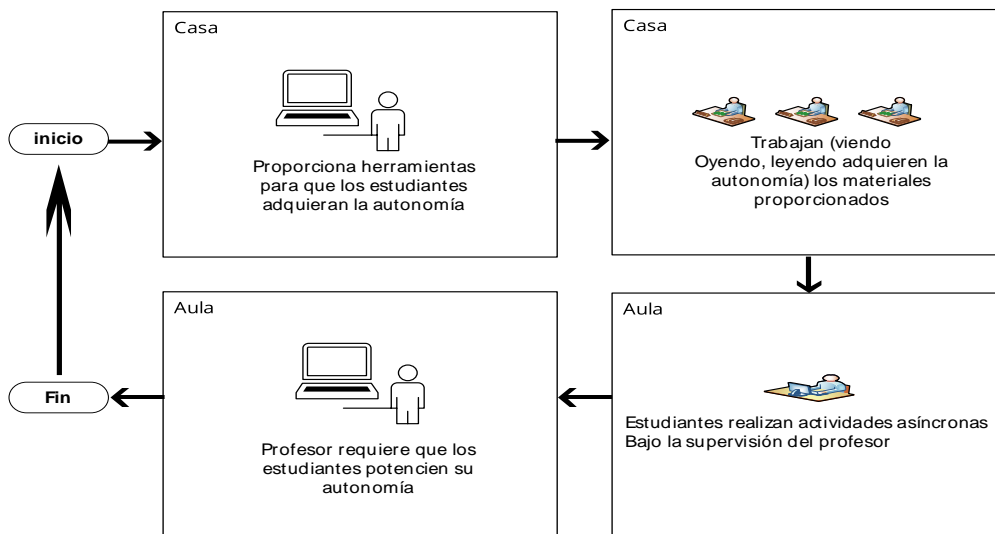 inicio
Casa
Proporciona herramientas
para que los estudiantes
adquieran la autonomía
Casa
Trabajan (viendo
Oyendo, leyendo adquieren la
autonomía) los materiales
proporcionados
Aula
Estudiantes realizan actividades asíncronas
Bajo la supervisión del profesor
Aula
Profesor requiere que los
estudiantes potencien su
autonomía
Fin